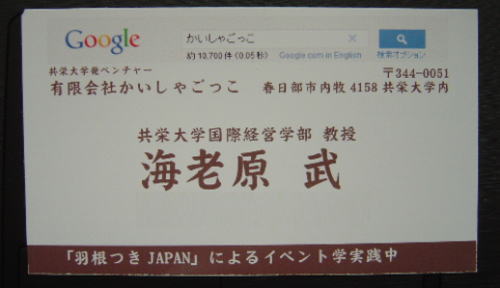 Google かいしゃごっこ ×
約 10,700 件 (0.05 秒) Google.com in English 検索オプション
共栄大学発ベンチャー 〒344-0051
有限会社かいしゃごっこ 春日部市内牧 4158 共栄大学内
共栄大学国際経営学部 教授
海老原 武
「羽根つき JAPAN」によるイベント学実践中